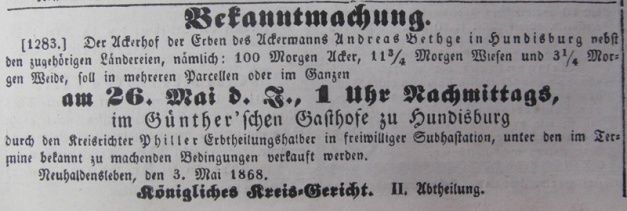 Bekanntmachung.
[1283.] Der Ackerhof der Erben des Ackermanns Andreas Bethge in Hundisburg nebst
den zugehörigen Ländereien, nämlich: 100 Morgen Acker, 11 3/4 Morgen Wiesen und 3 1/4 Mor-
gen Weide, soll in mehreren Parcellen oder im Ganzen
am 26. Mai d. J., 1 Uhr Nachmittags,
im Günther'schen Gasthofe zu Hundisburg
durch den Kreisrichter Philler Erbtheilungshalber in freiwilliger Subhastation, unter den im Ter-
mine bekannt zu machenden Bedingungen verkauft werden.
Neuhaldensleben, den 3. Mai 1868.
Königliches Kreis-Gericht. II. Abtheilung.